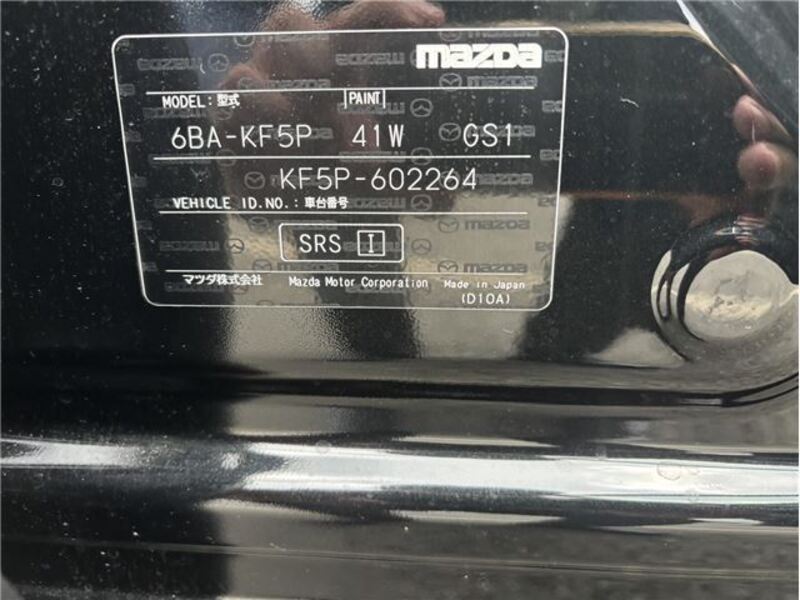 mazda
MODEL: 型式 PAINT
6BA-KF5P 41W GS1
KF5P-602264
VEHICLE ID.NO.: 車台番号
SRS I
マツダ株式会社 Mazda Motor Corporation Made in Japan
(D10A)